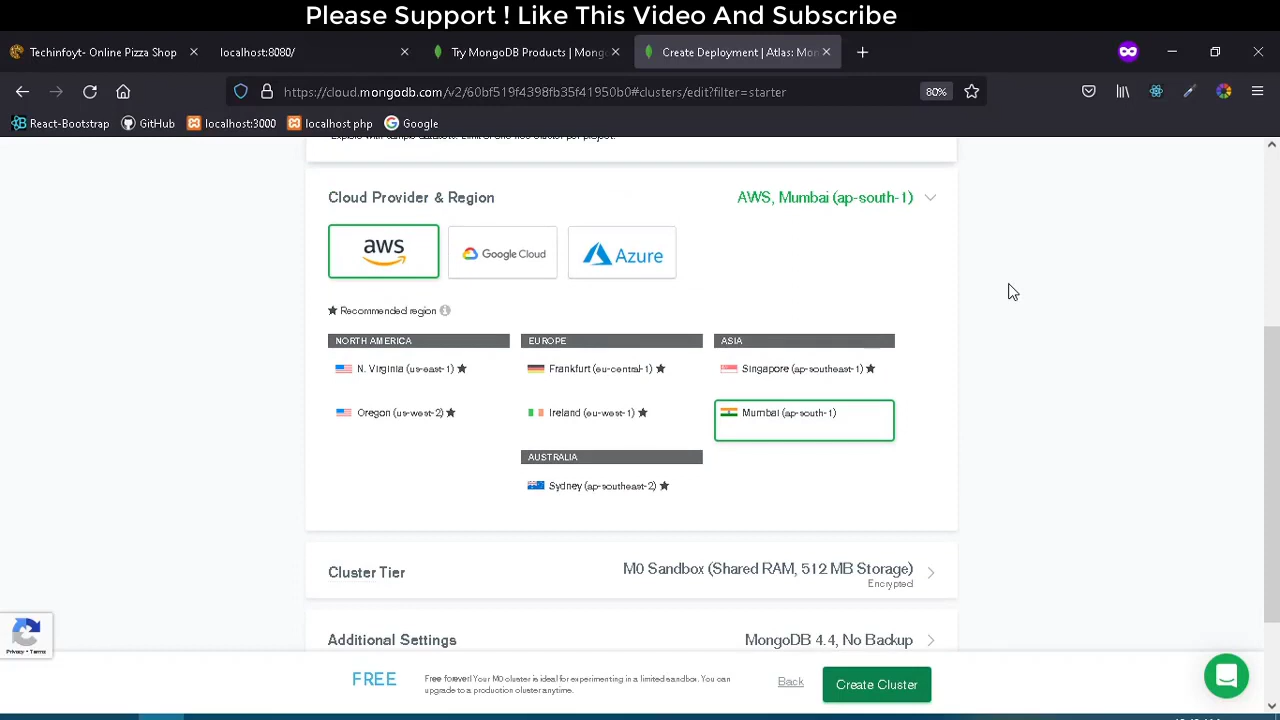 Please Support ! Like This Video And Subscribe
Techinfoyt- Online Pizza Shop
localhost:8080/
Try MongoDB Products | Mong
Create Deployment | Atlas: Mon
https://cloud.mongodb.com/v2/60bf519f6398fb35f41950b0#clusters/edit?filter=starter
80%
React-Bootstrap
GitHub
localhost:3000
localhost php
Google
Cloud Provider & Region
AWS, Mumbai (ap-south-1)
aws
Google Cloud
Azure
Recommended region
NORTH AMERICA
EUROPE
ASIA
N. Virginia (us-east-1)
Frankfurt (eu-central-1)
Singapore (ap-southeast-1)
Oregon (us-west-2)
Ireland (eu-west-1)
Mumbai (ap-south-1)
AUSTRALIA
Sydney (ap-southeast-2)
Cluster Tier
M0 Sandbox (Shared RAM, 512 MB Storage)
Encrypted
Additional Settings
MongoDB 4.4, No Backup
Privacy - Terms
FREE
Free forever! Your M0 cluster is ideal for experimenting in a limited sandbox. You can
upgrade to a production cluster anytime.
Back
Create Cluster